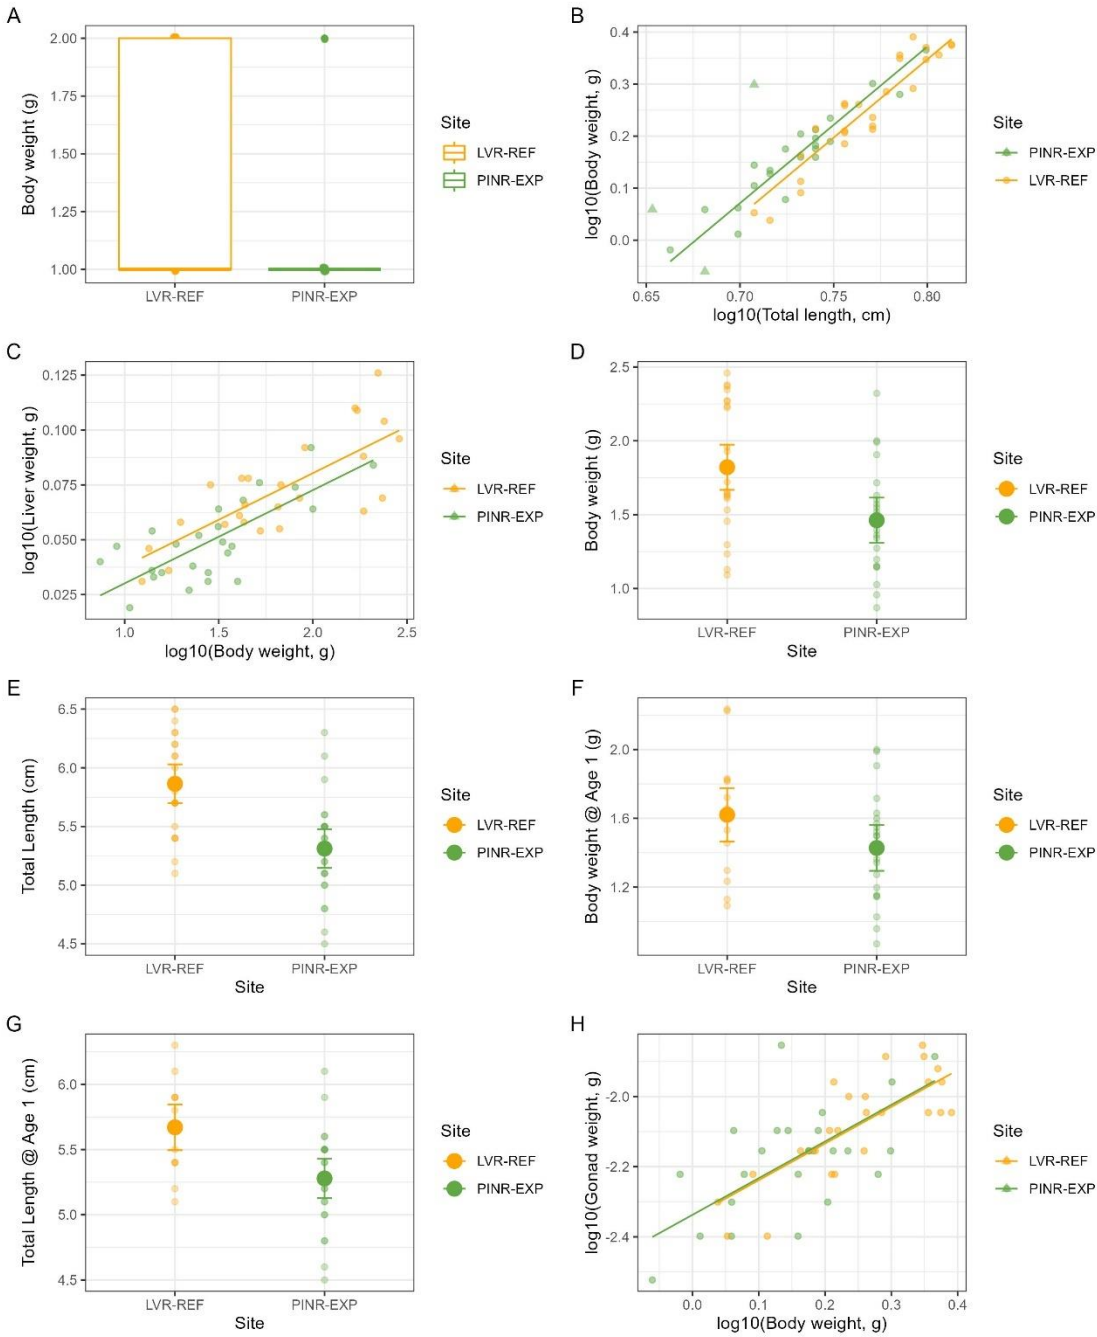 A
Body weight (g)
2.00
1.75
1.50
1.25
1.00
LVR-REF
PINR-EXP
Site
LVR-REF
PINR-EXP
B
log10(Body weight, g)
0.4
0.3
0.2
0.1
0.0
0.65
0.70
0.75
0.80
log10(Total length, cm)
Site
PINR-EXP
LVR-REF
C
log10(Liver weight, g)
0.125
0.100
0.075
0.050
0.025
1.0
1.5
2.0
2.5
log10(Body weight, g)
Site
LVR-REF
PINR-EXP
D
Body weight (g)
2.5
2.0
1.5
1.0
LVR-REF
PINR-EXP
Site
Site
LVR-REF
PINR-EXP
E
Total Length (cm)
6.5
6.0
5.5
5.0
4.5
LVR-REF
PINR-EXP
Site
Site
LVR-REF
PINR-EXP
F
Body weight @ Age 1 (g)
2.0
1.6
1.2
LVR-REF
PINR-EXP
Site
Site
LVR-REF
PINR-EXP
G
Total Length @ Age 1 (cm)
6.0
5.5
5.0
4.5
LVR-REF
PINR-EXP
Site
Site
LVR-REF
PINR-EXP
H
log10(Gonad weight, g)
-2.0
-2.2
-2.4
0.0
0.1
0.2
0.3
0.4
log10(Body weight, g)
Site
LVR-REF
PINR-EXP